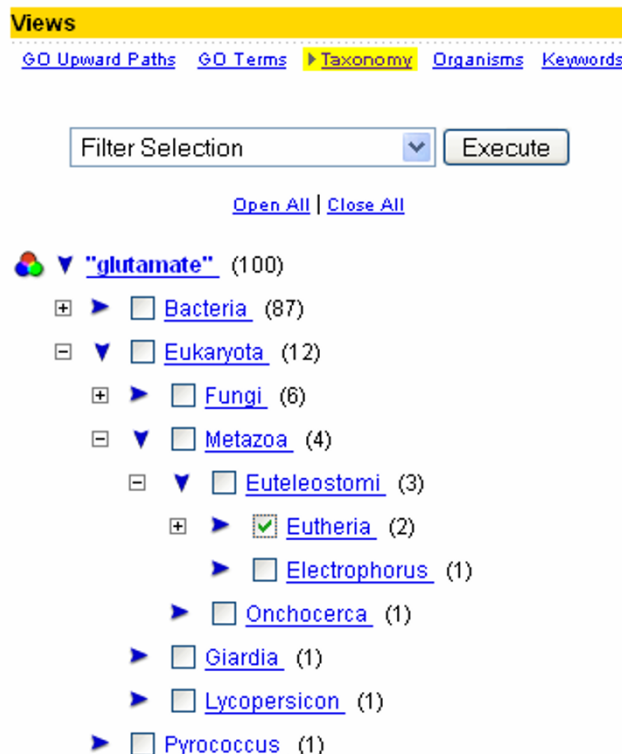 Views
GO Upward Paths GO Terms Taxonomy Organisms Keywords
Filter Selection Execute
Open All | Close All
"glutamate" (100)
Bacteria (87)
Eukaryota (12)
Fungi (6)
Metazoa (4)
Euteleostomi (3)
Eutheria (2)
Electrophorus (1)
Onchocerca (1)
Giardia (1)
Lycopersicon (1)
Pyrococcus (1)